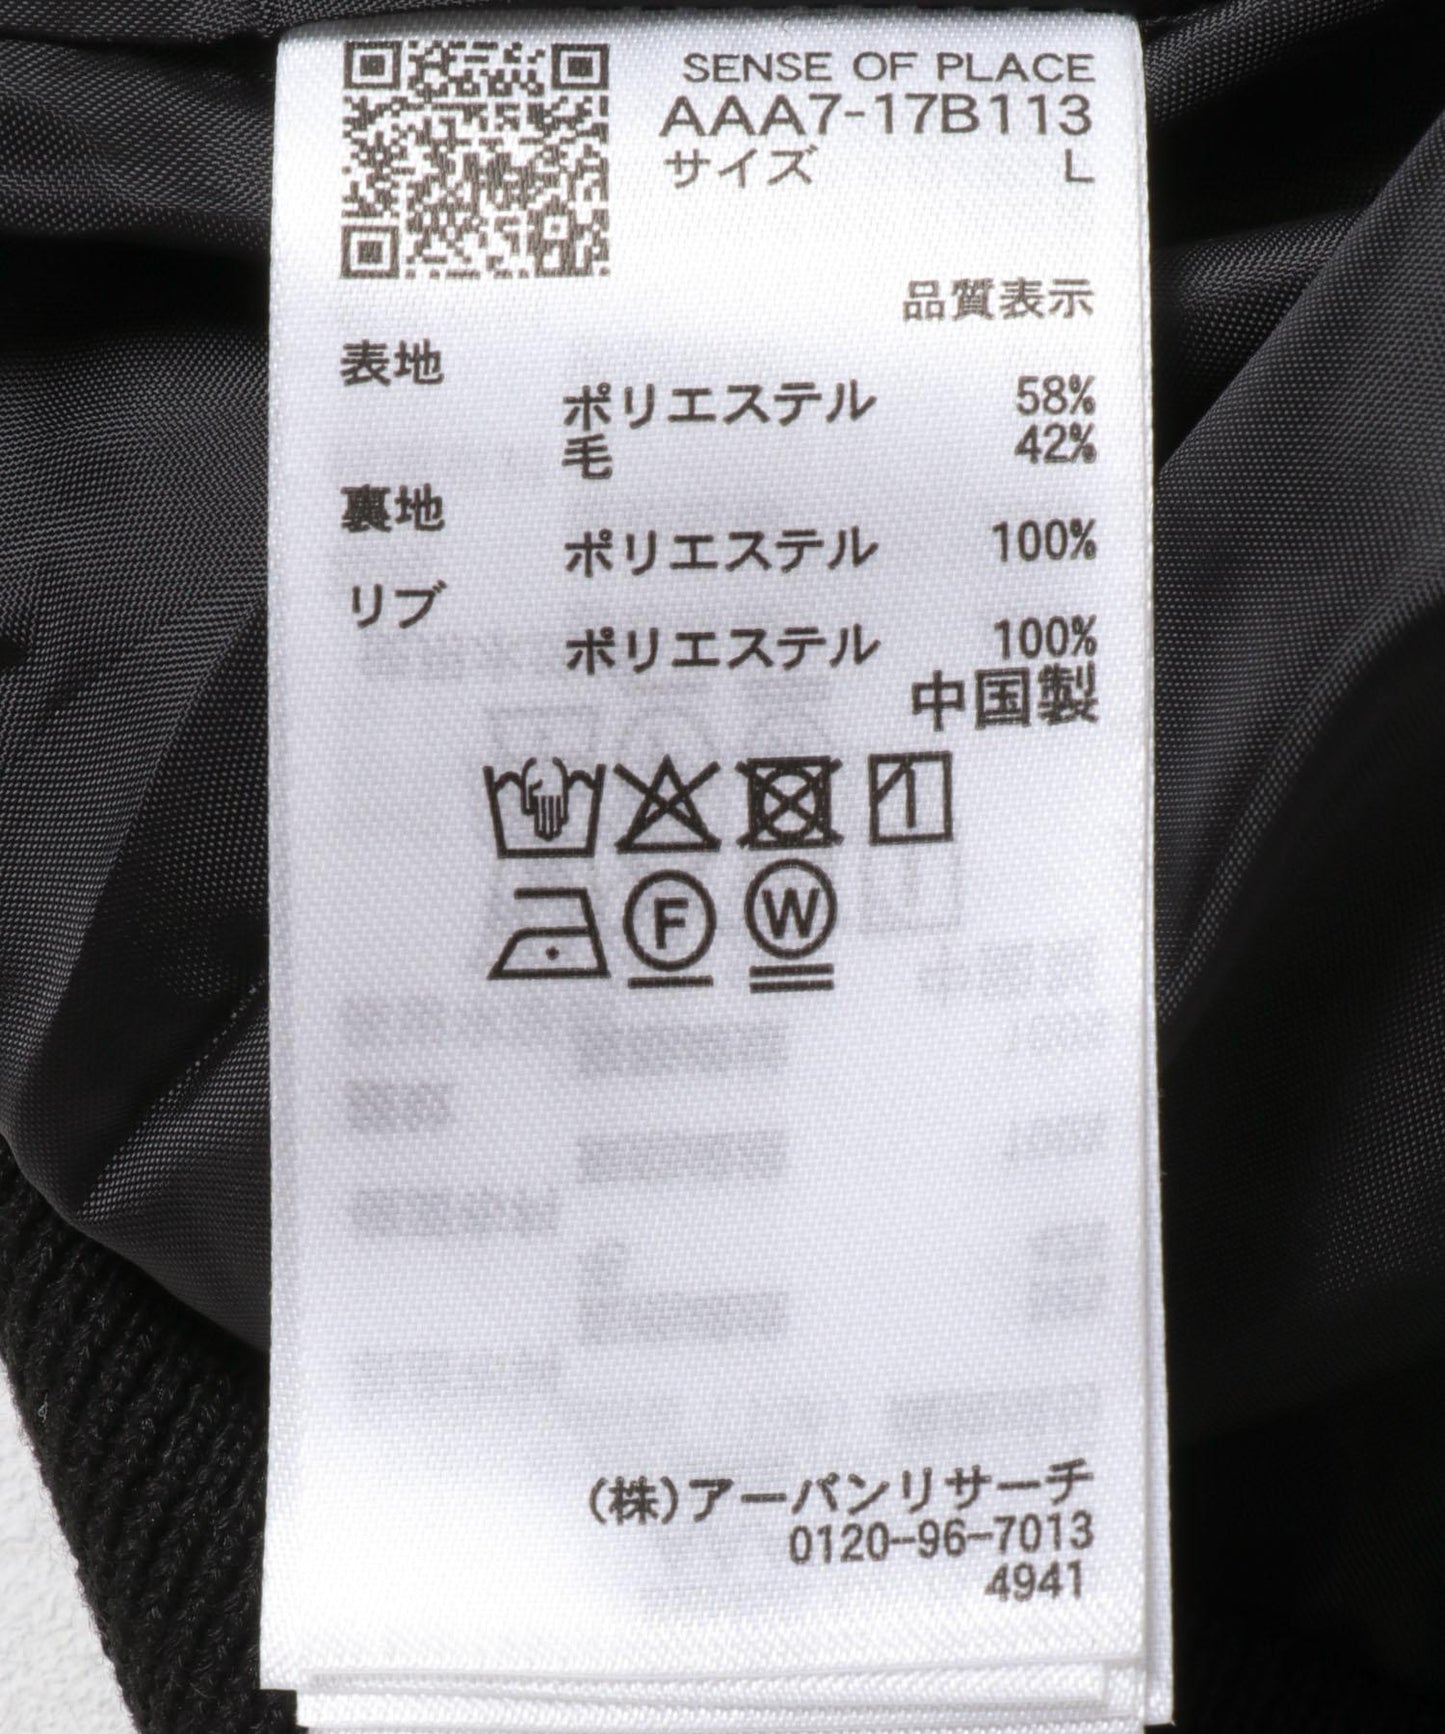 SENSE OF PLACE
AAA7-17B113
サイズ L
品質表示
表地
ポリエステル 58%
毛 42%
裏地
ポリエステル 100%
リブ
ポリエステル 100%
中国製
F W
(株)アーバンリサーチ
0120-96-7013
4941